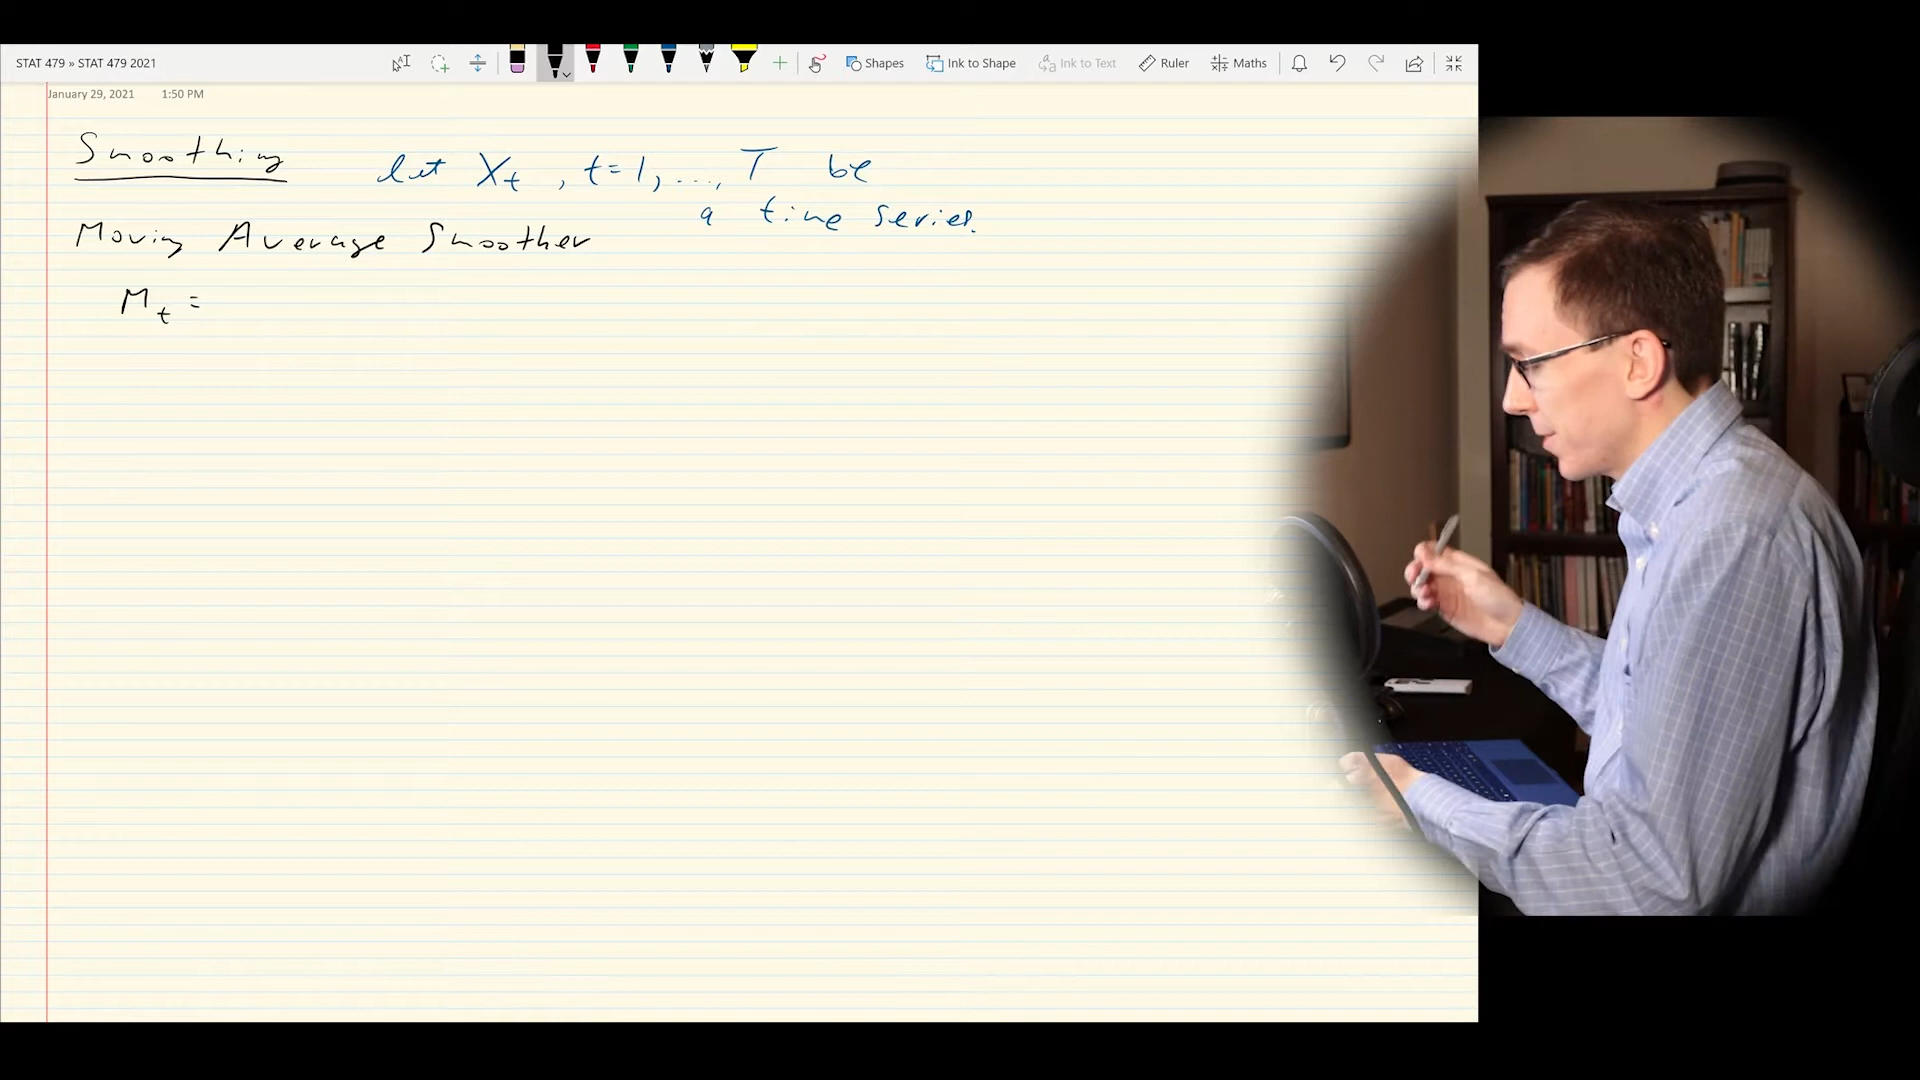 STAT 479 » STAT 479 2021
Shapes Ink to Shape Ink to Text Ruler Maths
January 29, 2021 1:50 PM
Smoothing let Xt, t=1, ..., T be
a time series.
Moving Average Smoother
Mt =